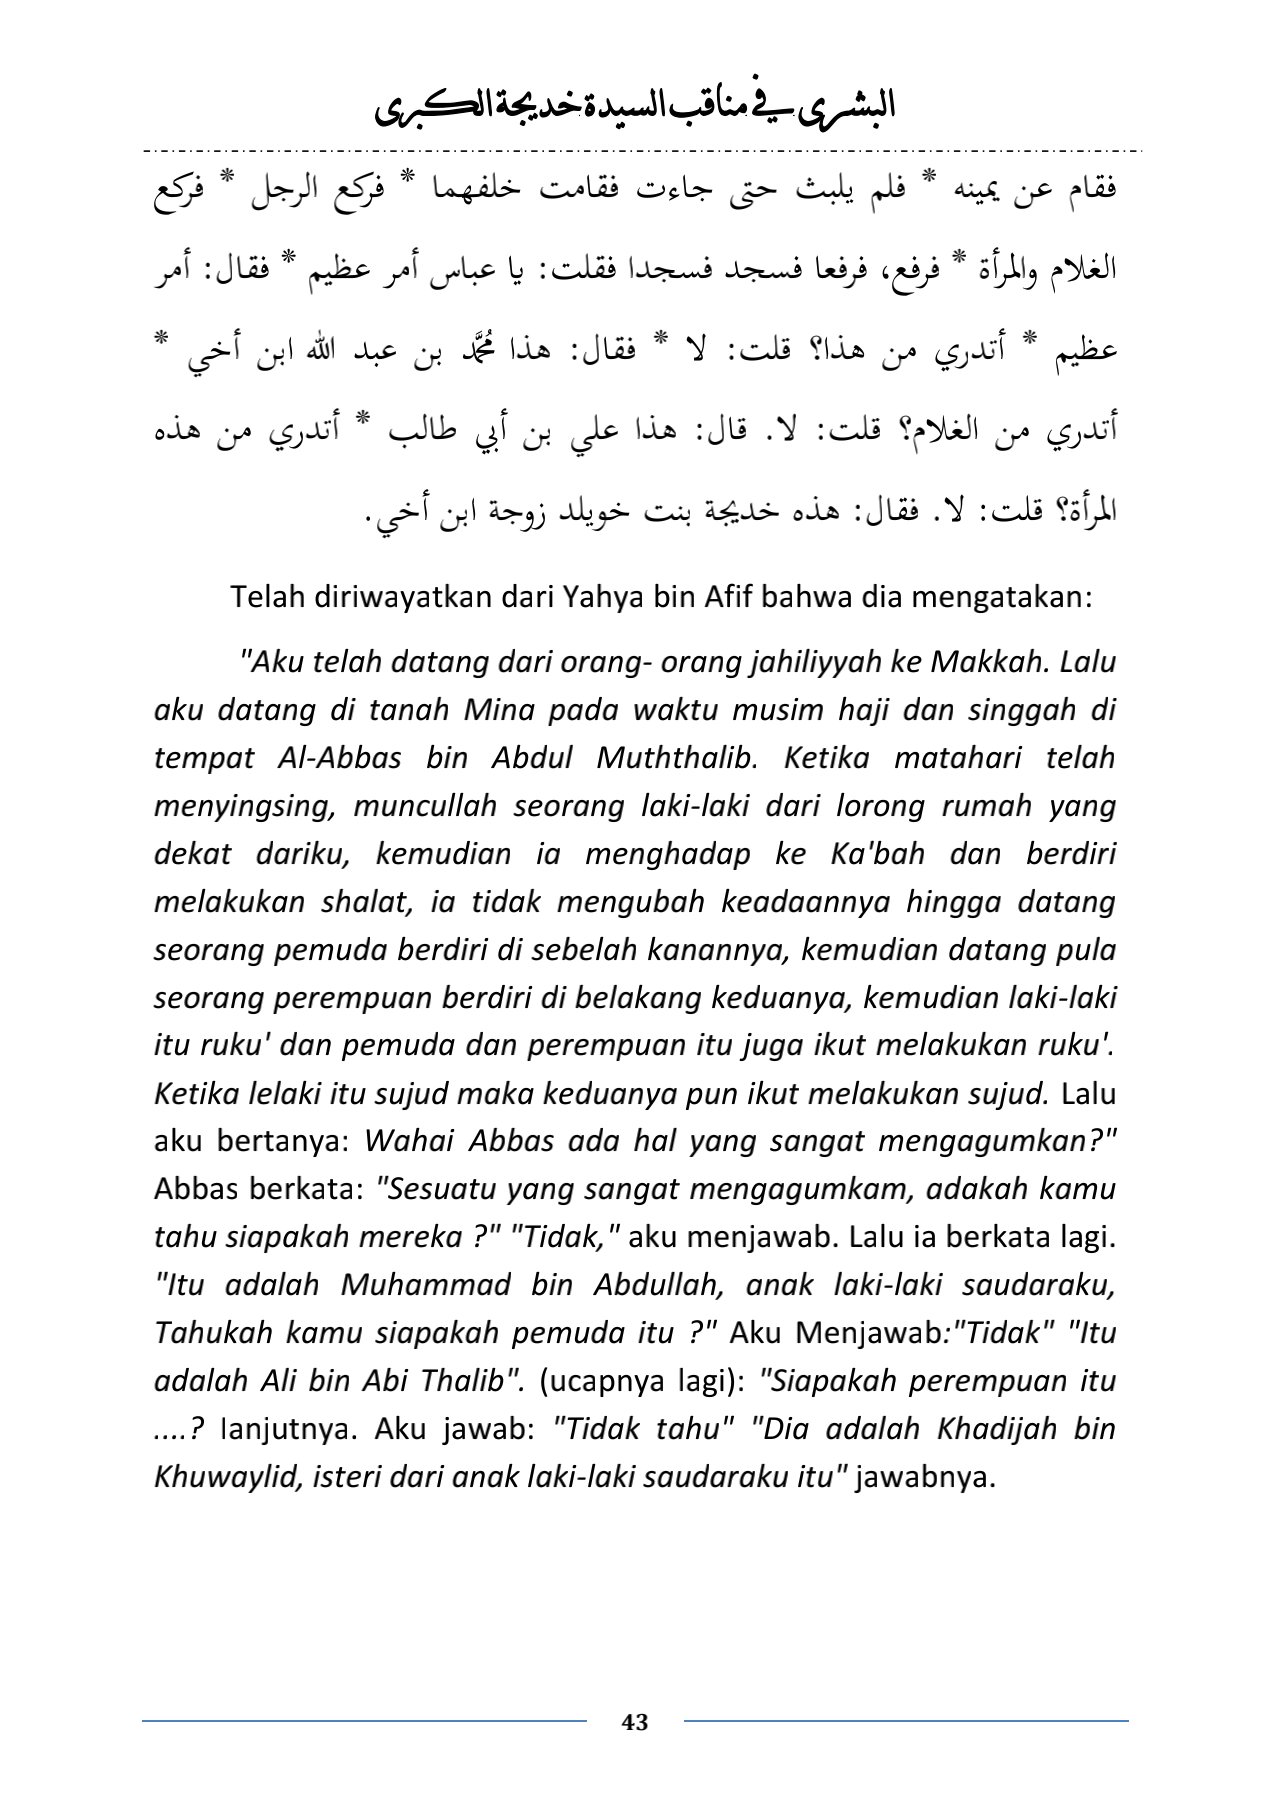 البشرى في مناقب السيدة خديجة الكبرى
فقام عن يمينه * فلم يلبث حتى جاءت فقامت خلفهما * فركع الرجل * فركع
الغلام والمرأة * فرفع، فرفعا فسجد فسجدا فقلت: يا عباس أمر عظيم * فقال: أمر
عظيم * أتدري من هذا؟ قلت: لا * فقال: هذا مُحَمَّد بن عبد الله ابن أخي *
أتدري من الغلام؟ قلت: لا. قال: هذا علي بن أبي طالب * أتدري من هذه
المرأة؟ قلت: لا. فقال: هذه خديجة بنت خويلد زوجة ابن أخي.
Telah diriwayatkan dari Yahya bin Afif bahwa dia mengatakan:
"Aku telah datang dari orang- orang jahiliyyah ke Makkah. Lalu
aku datang di tanah Mina pada waktu musim haji dan singgah di
tempat Al-Abbas bin Abdul Muththalib. Ketika matahari telah
menyingsing, muncullah seorang laki-laki dari lorong rumah yang
dekat dariku, kemudian ia menghadap ke Ka'bah dan berdiri
melakukan shalat, ia tidak mengubah keadaannya hingga datang
seorang pemuda berdiri di sebelah kanannya, kemudian datang pula
seorang perempuan berdiri di belakang keduanya, kemudian laki-laki
itu ruku' dan pemuda dan perempuan itu juga ikut melakukan ruku'.
Ketika lelaki itu sujud maka keduanya pun ikut melakukan sujud. Lalu
aku bertanya: Wahai Abbas ada hal yang sangat mengagumkan?"
Abbas berkata: "Sesuatu yang sangat mengagumkam, adakah kamu
tahu siapakah mereka ?" "Tidak," aku menjawab. Lalu ia berkata lagi.
"Itu adalah Muhammad bin Abdullah, anak laki-laki saudaraku,
Tahukah kamu siapakah pemuda itu ?" Aku Menjawab:"Tidak" "Itu
adalah Ali bin Abi Thalib". (ucapnya lagi): "Siapakah perempuan itu
....? lanjutnya. Aku jawab: "Tidak tahu" "Dia adalah Khadijah bin
Khuwaylid, isteri dari anak laki-laki saudaraku itu" jawabnya.
43